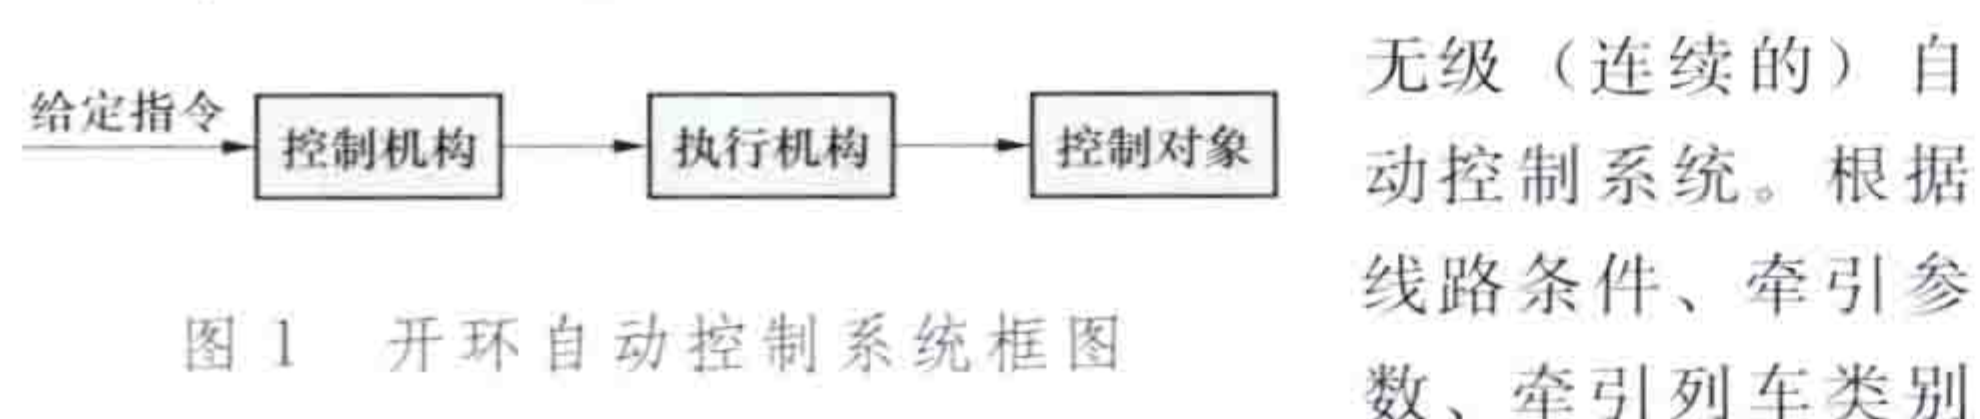 给定指令
控制机构
执行机构
控制对象
图1 开环自动控制系统框图
无级（连续的）自
动控制系统。根据
线路条件、牵引参
数、牵引列车类别